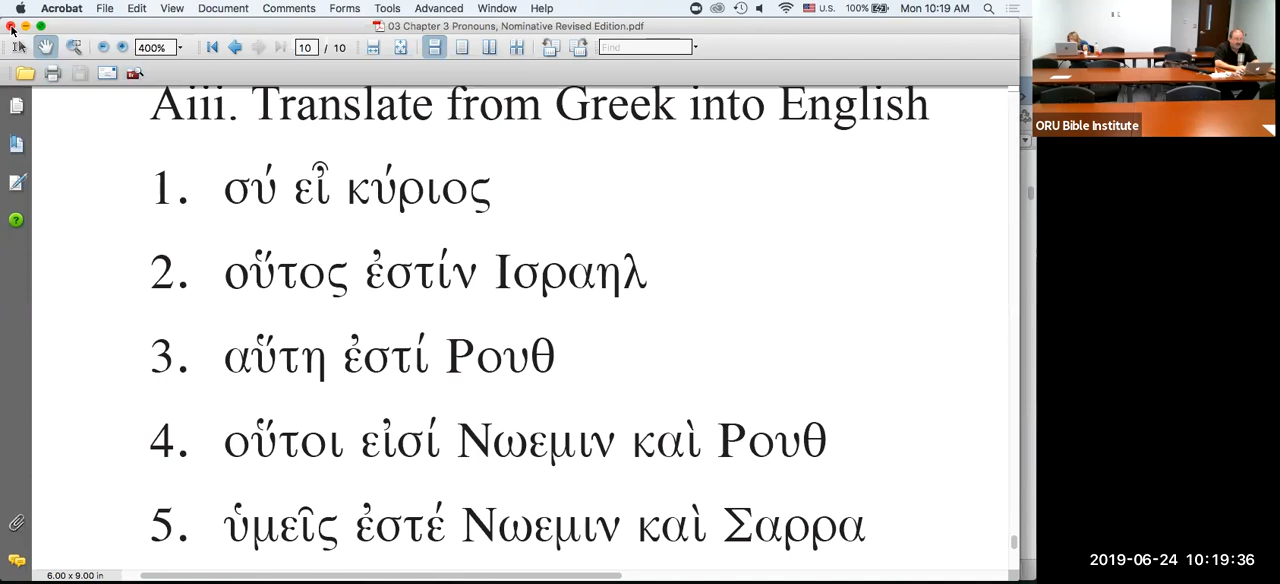 Acrobat File Edit View Document Comments Forms Tools Advanced Window Help U.S. 100% Mon 10:19 AM
03 Chapter 3 Pronouns, Nominative Revised Edition.pdf
400% 10 / 10 Find
Aiii. Translate from Greek into English
1. σύ εἶ κύριος
2. οὗτος ἐστίν Ισραηλ
3. αὕτη ἐστί Ρουθ
4. οὗτοι εἰσί Νωεμιν καὶ Ρουθ
5. ὑμεῖς ἐστέ Νωεμιν καὶ Σαρρα
6.00 x 9.00 in
ORU Bible Institute
2019-06-24 10:19:36